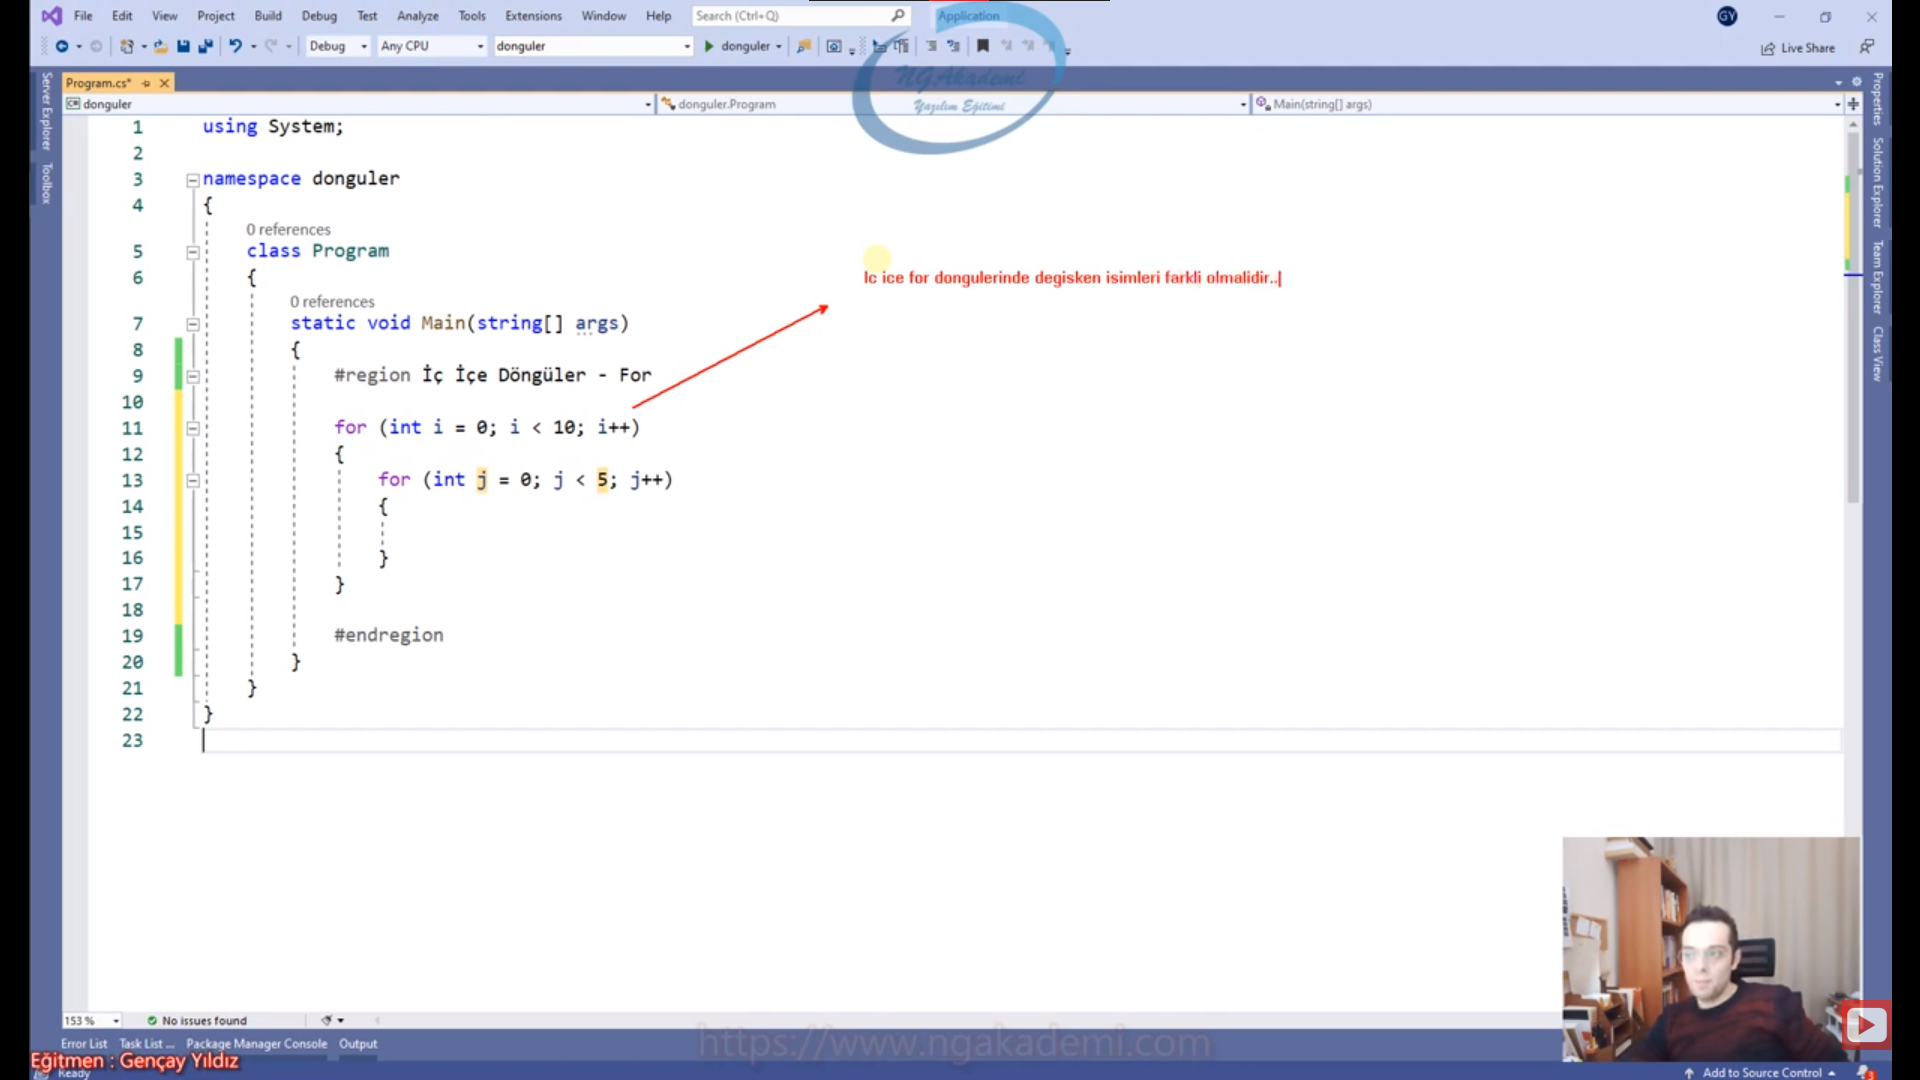 File Edit View Project Build Debug Test Analyze Tools Extensions Window Help Search (Ctrl+Q) Application GY
Debug Any CPU donguler donguler Live Share
NGAkademi
Yazılım Eğitimi
Program.cs*
donguler donguler.Program Main(string[] args)
Server Explorer
Toolbox
Properties
Solution Explorer
Team Explorer
Class View
1 using System;
2
3 namespace donguler
4 {
0 references
5 class Program
6 {
Ic ice for dongulerinde degisken isimleri farkli olmalidir..
0 references
7 static void Main(string[] args)
8 {
9 #region İç İçe Döngüler - For
10
11 for (int i = 0; i < 10; i++)
12 {
13 for (int j = 0; j < 5; j++)
14 {
15
16 }
17 }
18
19 #endregion
20 }
21 }
22 }
23
153 % No issues found
Error List Task List ... Package Manager Console Output
https://www.ngakademi.com
Eğitmen : Gençay Yıldız
Ready Add to Source Control 3